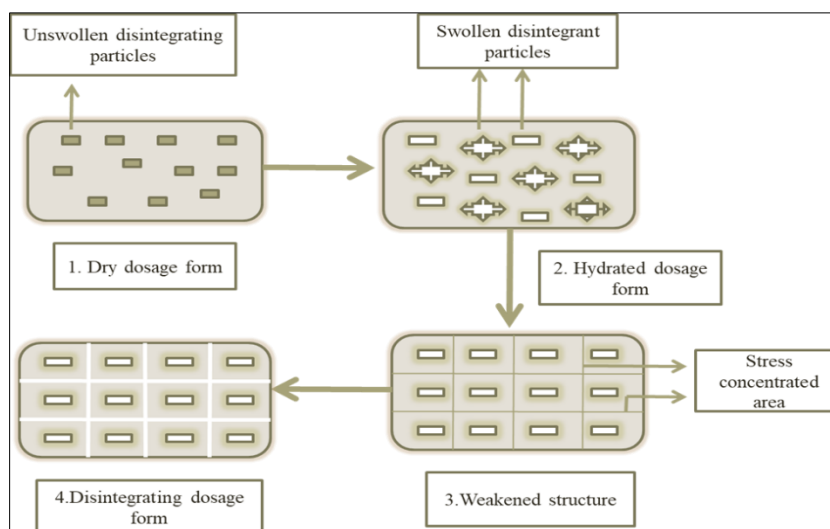 Unswollen disintegrating
particles
Swollen disintegrant
particles
1. Dry dosage form
2. Hydrated dosage
form
Stress
concentrated
area
3.Weakened structure
4.Disintegrating dosage
form